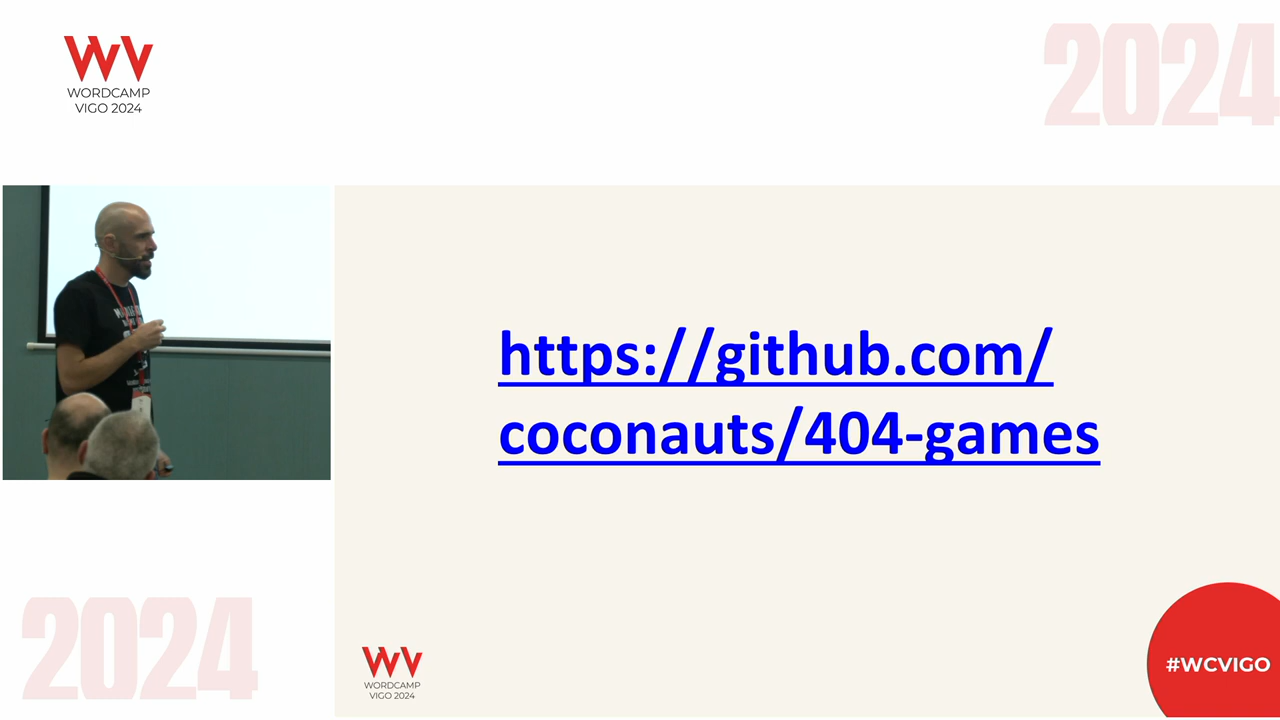 WORDCAMP
VIGO 2024
2024
https://github.com/
coconauts/404-games
2024
WORDCAMP
VIGO 2024
#WCVIGO